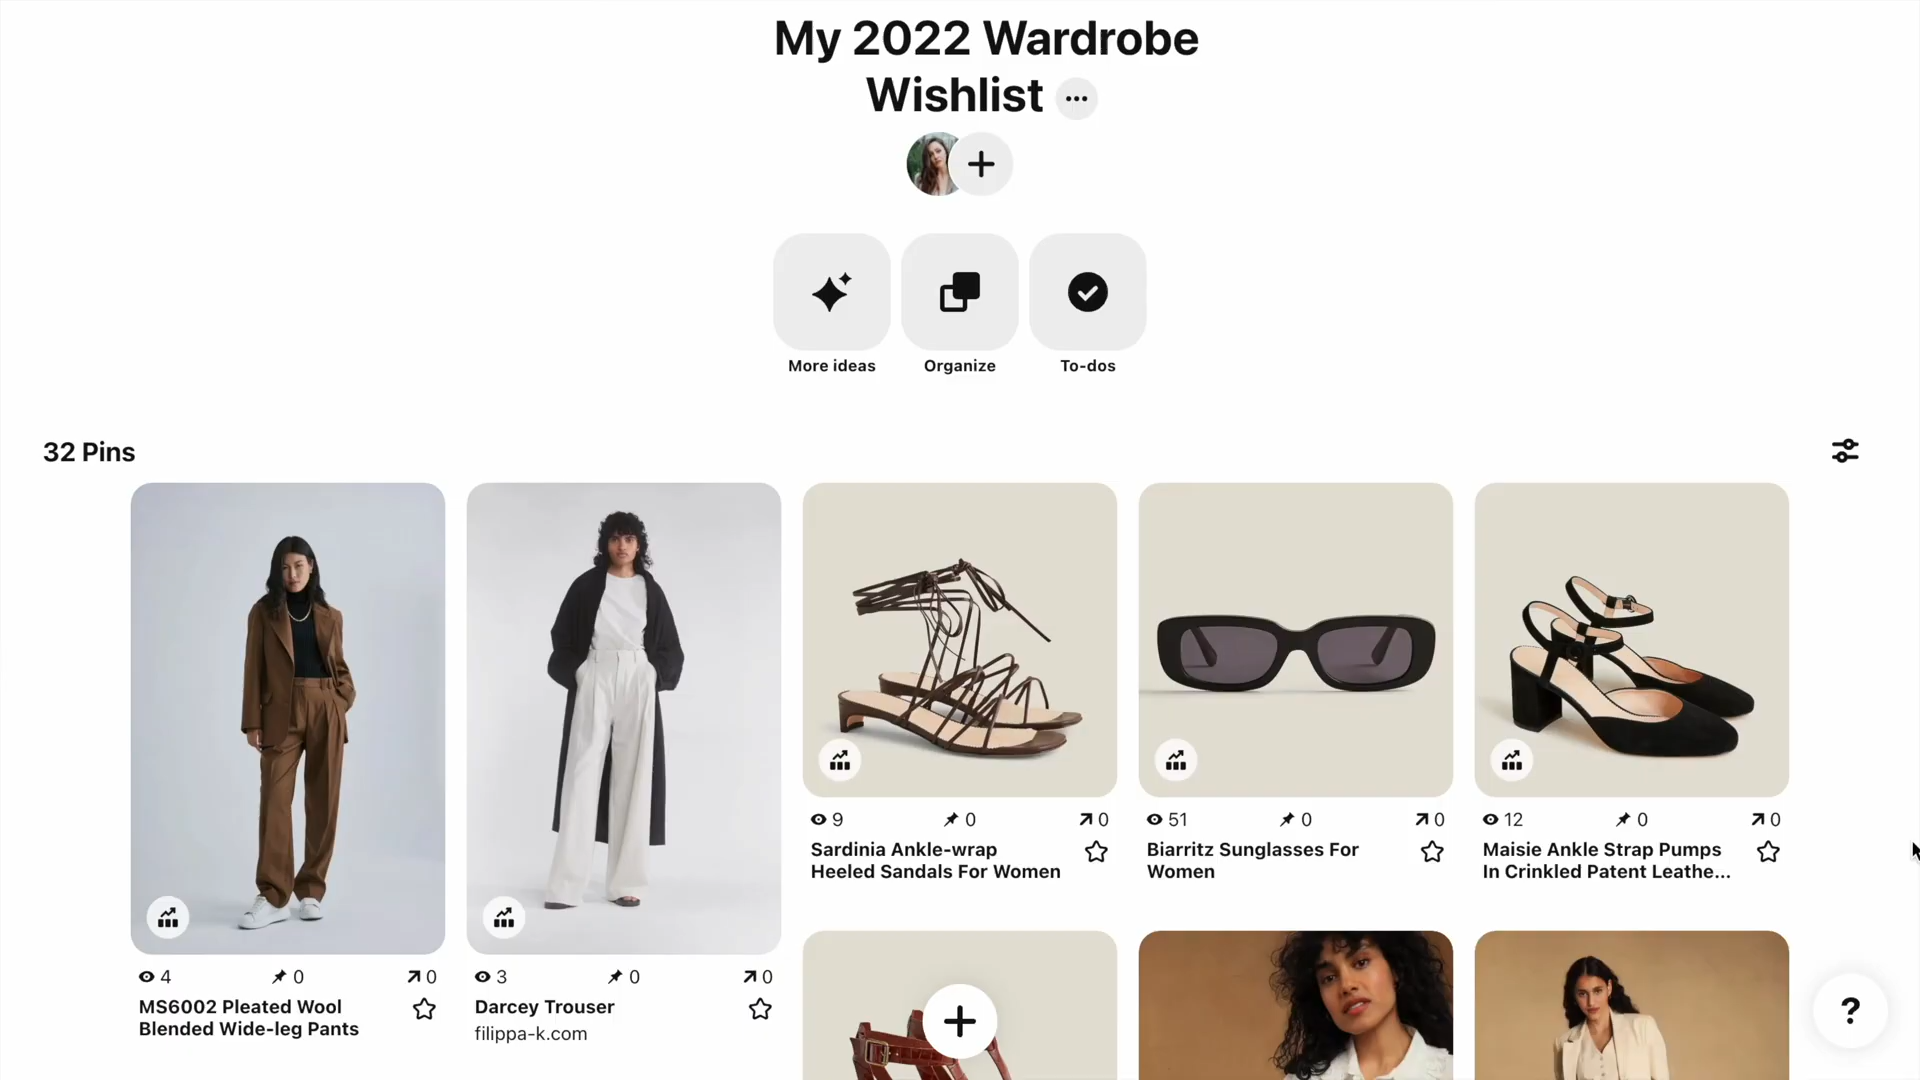 My 2022 Wardrobe
Wishlist
More ideas
Organize
To-dos
32 Pins
4
0
0
MS6002 Pleated Wool
Blended Wide-leg Pants
3
0
0
Darcey Trouser
filippa-k.com
9
0
0
Sardinia Ankle-wrap
Heeled Sandals For Women
51
0
0
Biarritz Sunglasses For
Women
12
0
0
Maisie Ankle Strap Pumps
In Crinkled Patent Leathe...
?